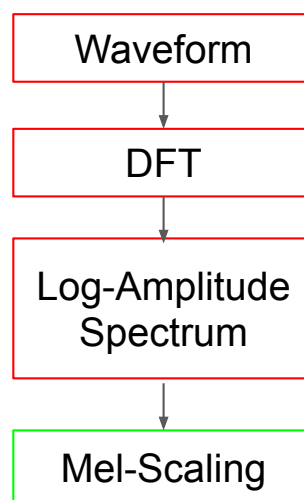 Waveform
DFT
Log-Amplitude
Spectrum
Mel-Scaling